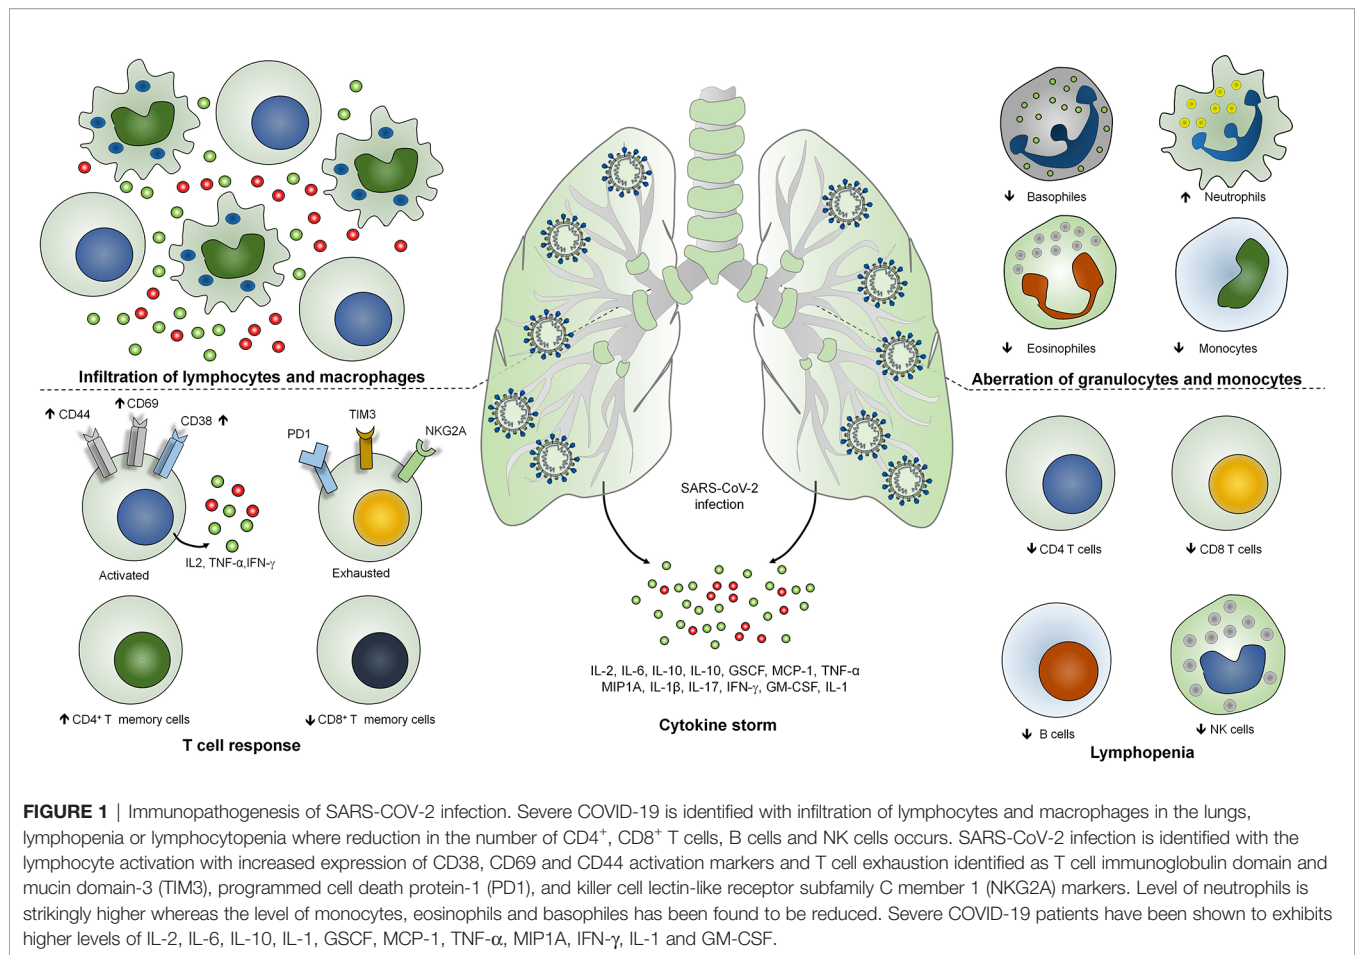 ↓ Basophiles
↑ Neutrophils
↓ Eosinophiles
↓ Monocytes
Infiltration of lymphocytes and macrophages
Aberration of granulocytes and monocytes
↑ CD44
↑ CD69
CD38 ↑
PD1
TIM3
NKG2A
IL2, TNF-α,IFN-γ
Activated
Exhausted
↑ CD4⁺ T memory cells
↓ CD8⁺ T memory cells
T cell response
SARS-CoV-2
infection
IL-2, IL-6, IL-10, IL-10, GSCF, MCP-1, TNF-α
MIP1A, IL-1β, IL-17, IFN-γ, GM-CSF, IL-1
Cytokine storm
↓ CD4 T cells
↓ CD8 T cells
↓ B cells
↓ NK cells
Lymphopenia
FIGURE 1 | Immunopathogenesis of SARS-COV-2 infection. Severe COVID-19 is identified with infiltration of lymphocytes and macrophages in the lungs,
lymphopenia or lymphocytopenia where reduction in the number of CD4⁺, CD8⁺ T cells, B cells and NK cells occurs. SARS-CoV-2 infection is identified with the
lymphocyte activation with increased expression of CD38, CD69 and CD44 activation markers and T cell exhaustion identified as T cell immunoglobulin domain and
mucin domain-3 (TIM3), programmed cell death protein-1 (PD1), and killer cell lectin-like receptor subfamily C member 1 (NKG2A) markers. Level of neutrophils is
strikingly higher whereas the level of monocytes, eosinophils and basophiles has been found to be reduced. Severe COVID-19 patients have been shown to exhibits
higher levels of IL-2, IL-6, IL-10, IL-1, GSCF, MCP-1, TNF-α, MIP1A, IFN-γ, IL-1 and GM-CSF.